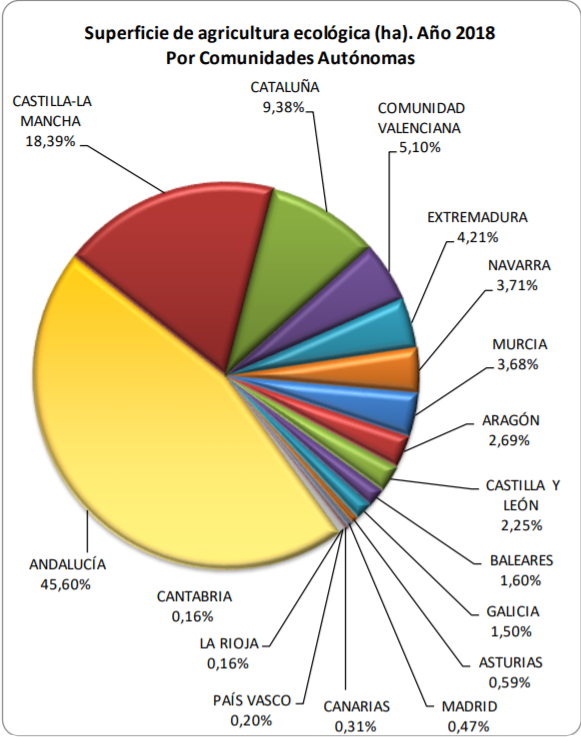 Superficie de agricultura ecológica (ha). Año 2018
Por Comunidades Autónomas
CASTILLA-LA
MANCHA
18,39%
CATALUÑA
9,38%
COMUNIDAD
VALENCIANA
5,10%
EXTREMADURA
4,21%
NAVARRA
3,71%
MURCIA
3,68%
ARAGÓN
2,69%
CASTILLA Y
LEÓN
2,25%
BALEARES
1,60%
GALICIA
1,50%
ASTURIAS
0,59%
MADRID
0,47%
CANARIAS
0,31%
PAÍS VASCO
0,20%
LA RIOJA
0,16%
CANTABRIA
0,16%
ANDALUCÍA
45,60%